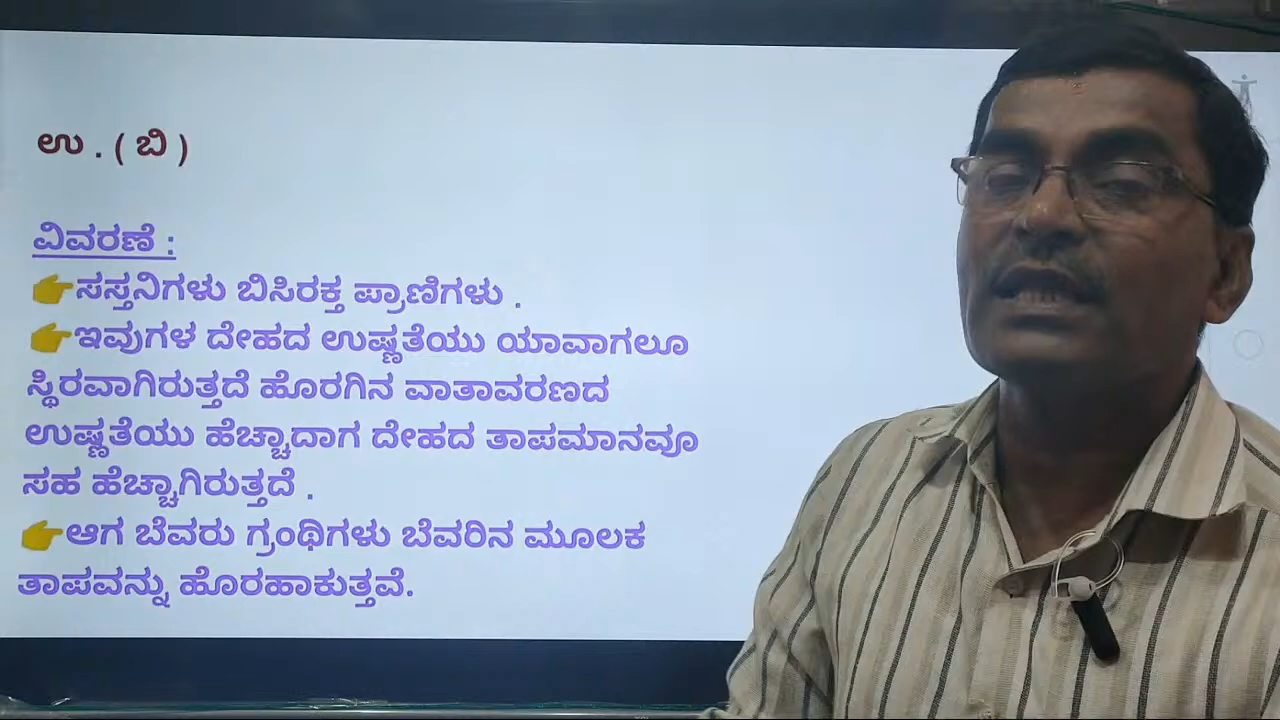 ಉ . ( ಬಿ )
ವಿವರಣೆ :
👉ಸಸ್ತನಿಗಳು ಬಿಸಿರಕ್ತ ಪ್ರಾಣಿಗಳು .
👉ಇವುಗಳ ದೇಹದ ಉಷ್ಣತೆಯು ಯಾವಾಗಲೂ
ಸ್ಥಿರವಾಗಿರುತ್ತದೆ ಹೊರಗಿನ ವಾತಾವರಣದ
ಉಷ್ಣತೆಯು ಹೆಚ್ಚಾದಾಗ ದೇಹದ ತಾಪಮಾನವೂ
ಸಹ ಹೆಚ್ಚಾಗಿರುತ್ತದೆ .
👉ಆಗ ಬೆವರು ಗ್ರಂಥಿಗಳು ಬೆವರಿನ ಮೂಲಕ
ತಾಪವನ್ನು ಹೊರಹಾಕುತ್ತವೆ.